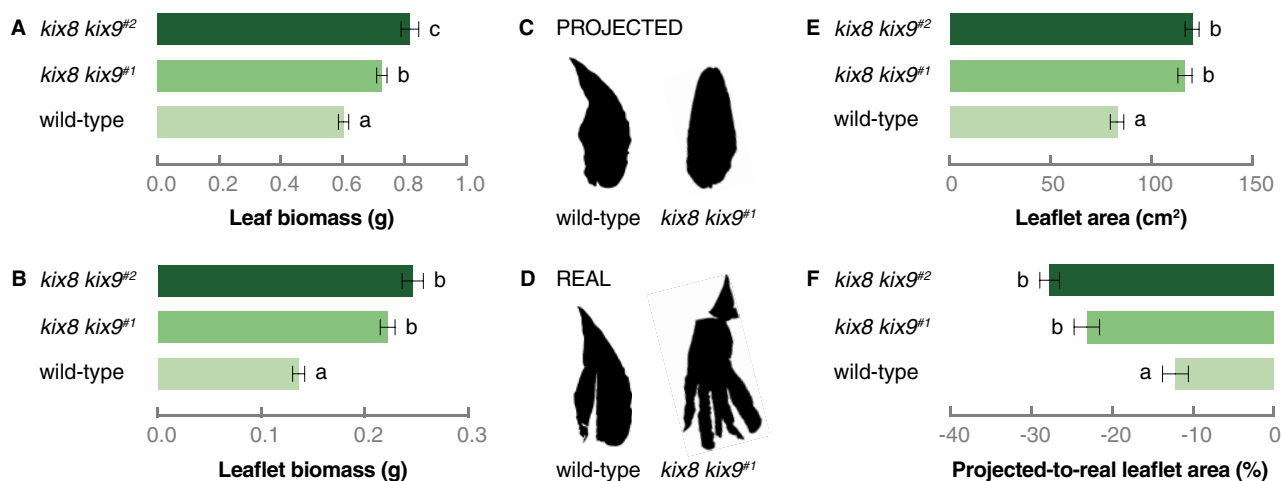 A
kix8 kix9#2
c
kix8 kix9#1
b
wild-type
a
0.0 0.2 0.4 0.6 0.8 1.0
Leaf biomass (g)
B
kix8 kix9#2
b
kix8 kix9#1
b
wild-type
a
0.0 0.1 0.2 0.3
Leaflet biomass (g)
C PROJECTED
wild-type kix8 kix9#1
D REAL
wild-type kix8 kix9#1
E
kix8 kix9#2
b
kix8 kix9#1
b
wild-type
a
0 50 100 150
Leaflet area (cm²)
F
kix8 kix9#2
b
kix8 kix9#1
b
wild-type
a
-40 -30 -20 -10 0
Projected-to-real leaflet area (%)